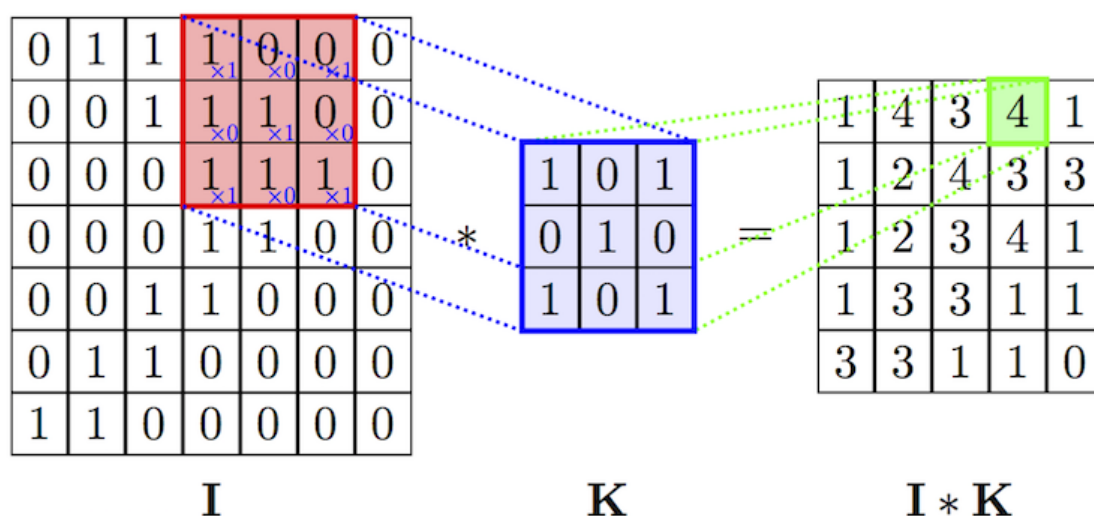 0 1 1 1×1 0×0 0×1 0
0 0 1 1×0 1×1 0×0 0
0 0 0 1×1 1×0 1×1 0
0 0 0 1 1 0 0
0 0 1 1 0 0 0
0 1 1 0 0 0 0
1 1 0 0 0 0 0
I
*
1 0 1
0 1 0
1 0 1
K
=
1 4 3 4 1
1 2 4 3 3
1 2 3 4 1
1 3 3 1 1
3 3 1 1 0
I * K